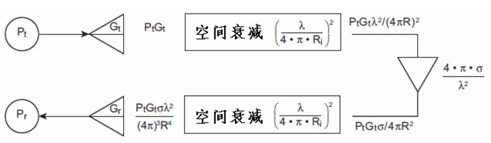 Pt Gt PtGt 空间衰减 (λ/4·π·Ri)² PtGtλ²/(4πR)²
4·π·σ/λ²
Pr Gr PtGtσλ²/(4π)³R⁴ 空间衰减 (λ/4·π·Ri)² PtGtσ/4πR²